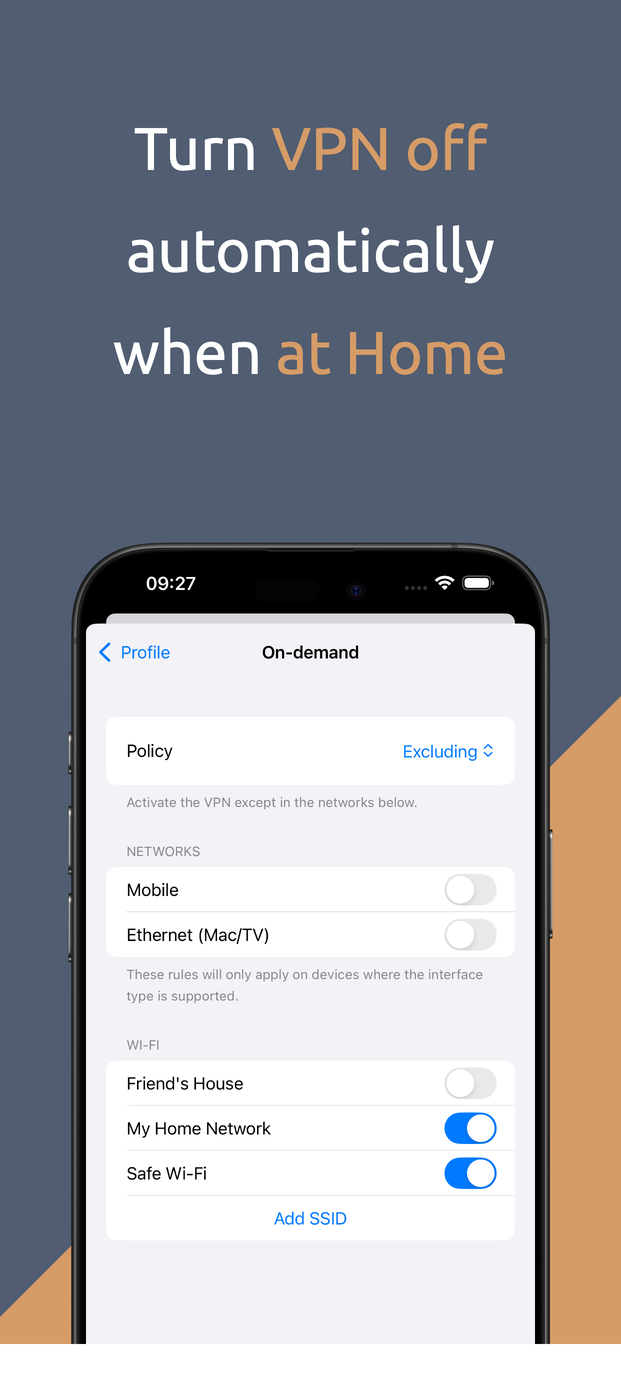 Turn VPN off
automatically
when at Home
09:27
Profile
On-demand
Policy
Excluding
Activate the VPN except in the networks below.
NETWORKS
Mobile
Ethernet (Mac/TV)
These rules will only apply on devices where the interface
type is supported.
WI-FI
Friend's House
My Home Network
Safe Wi-Fi
Add SSID